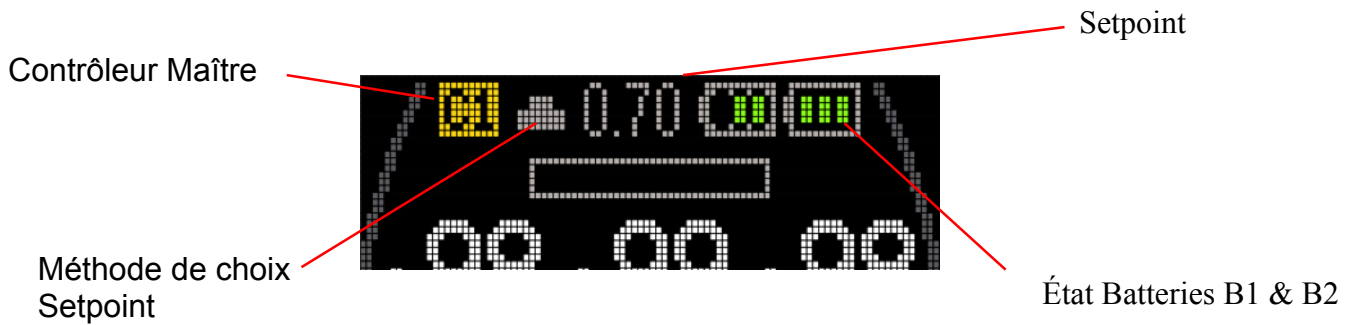 Setpoint
Contrôleur Maître
0.70
Méthode de choix
Setpoint
État Batteries B1 & B2